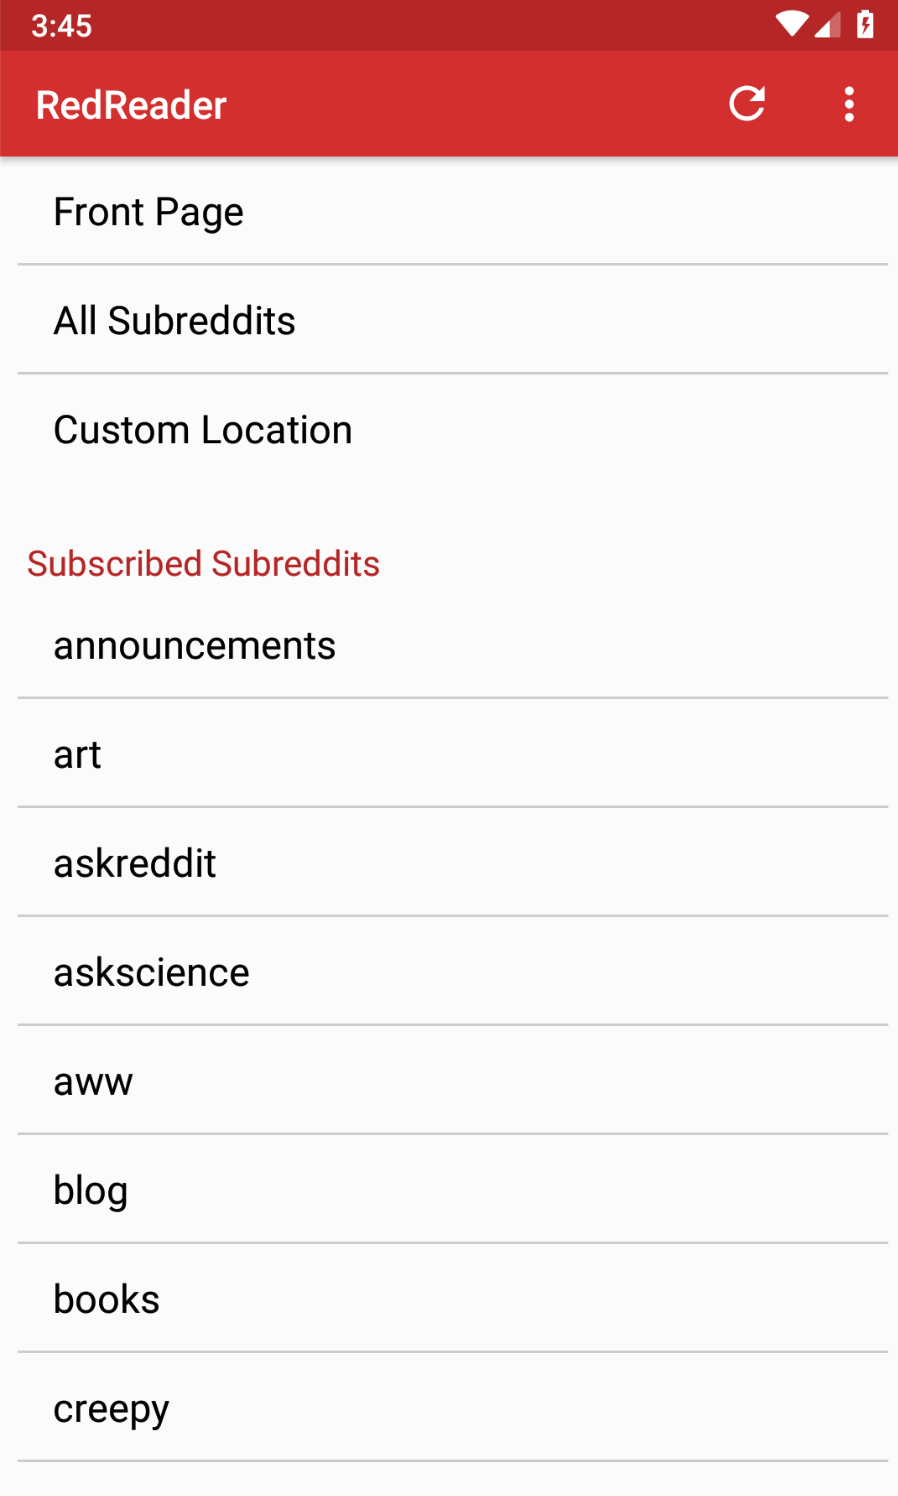 3:45
RedReader
Front Page
All Subreddits
Custom Location
Subscribed Subreddits
announcements
art
askreddit
askscience
aww
blog
books
creepy